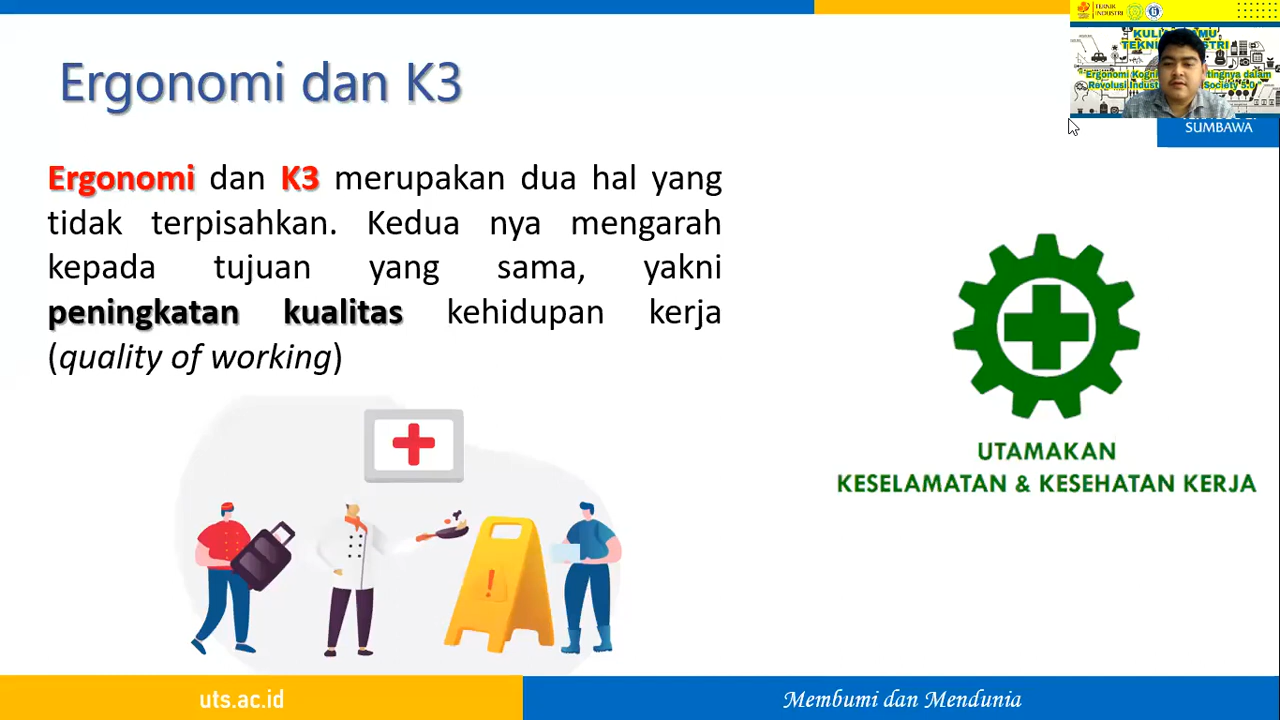 Ergonomi dan K3
TEKNIK
INDUSTRI
Ergonomi dan K3 merupakan dua hal yang
tidak terpisahkan. Kedua nya mengarah
kepada tujuan yang sama, yakni
peningkatan kualitas kehidupan kerja
(quality of working)
SUMBAWA
UTAMAKAN
KESELAMATAN & KESEHATAN KERJA
uts.ac.id
Membumi dan Mendunia